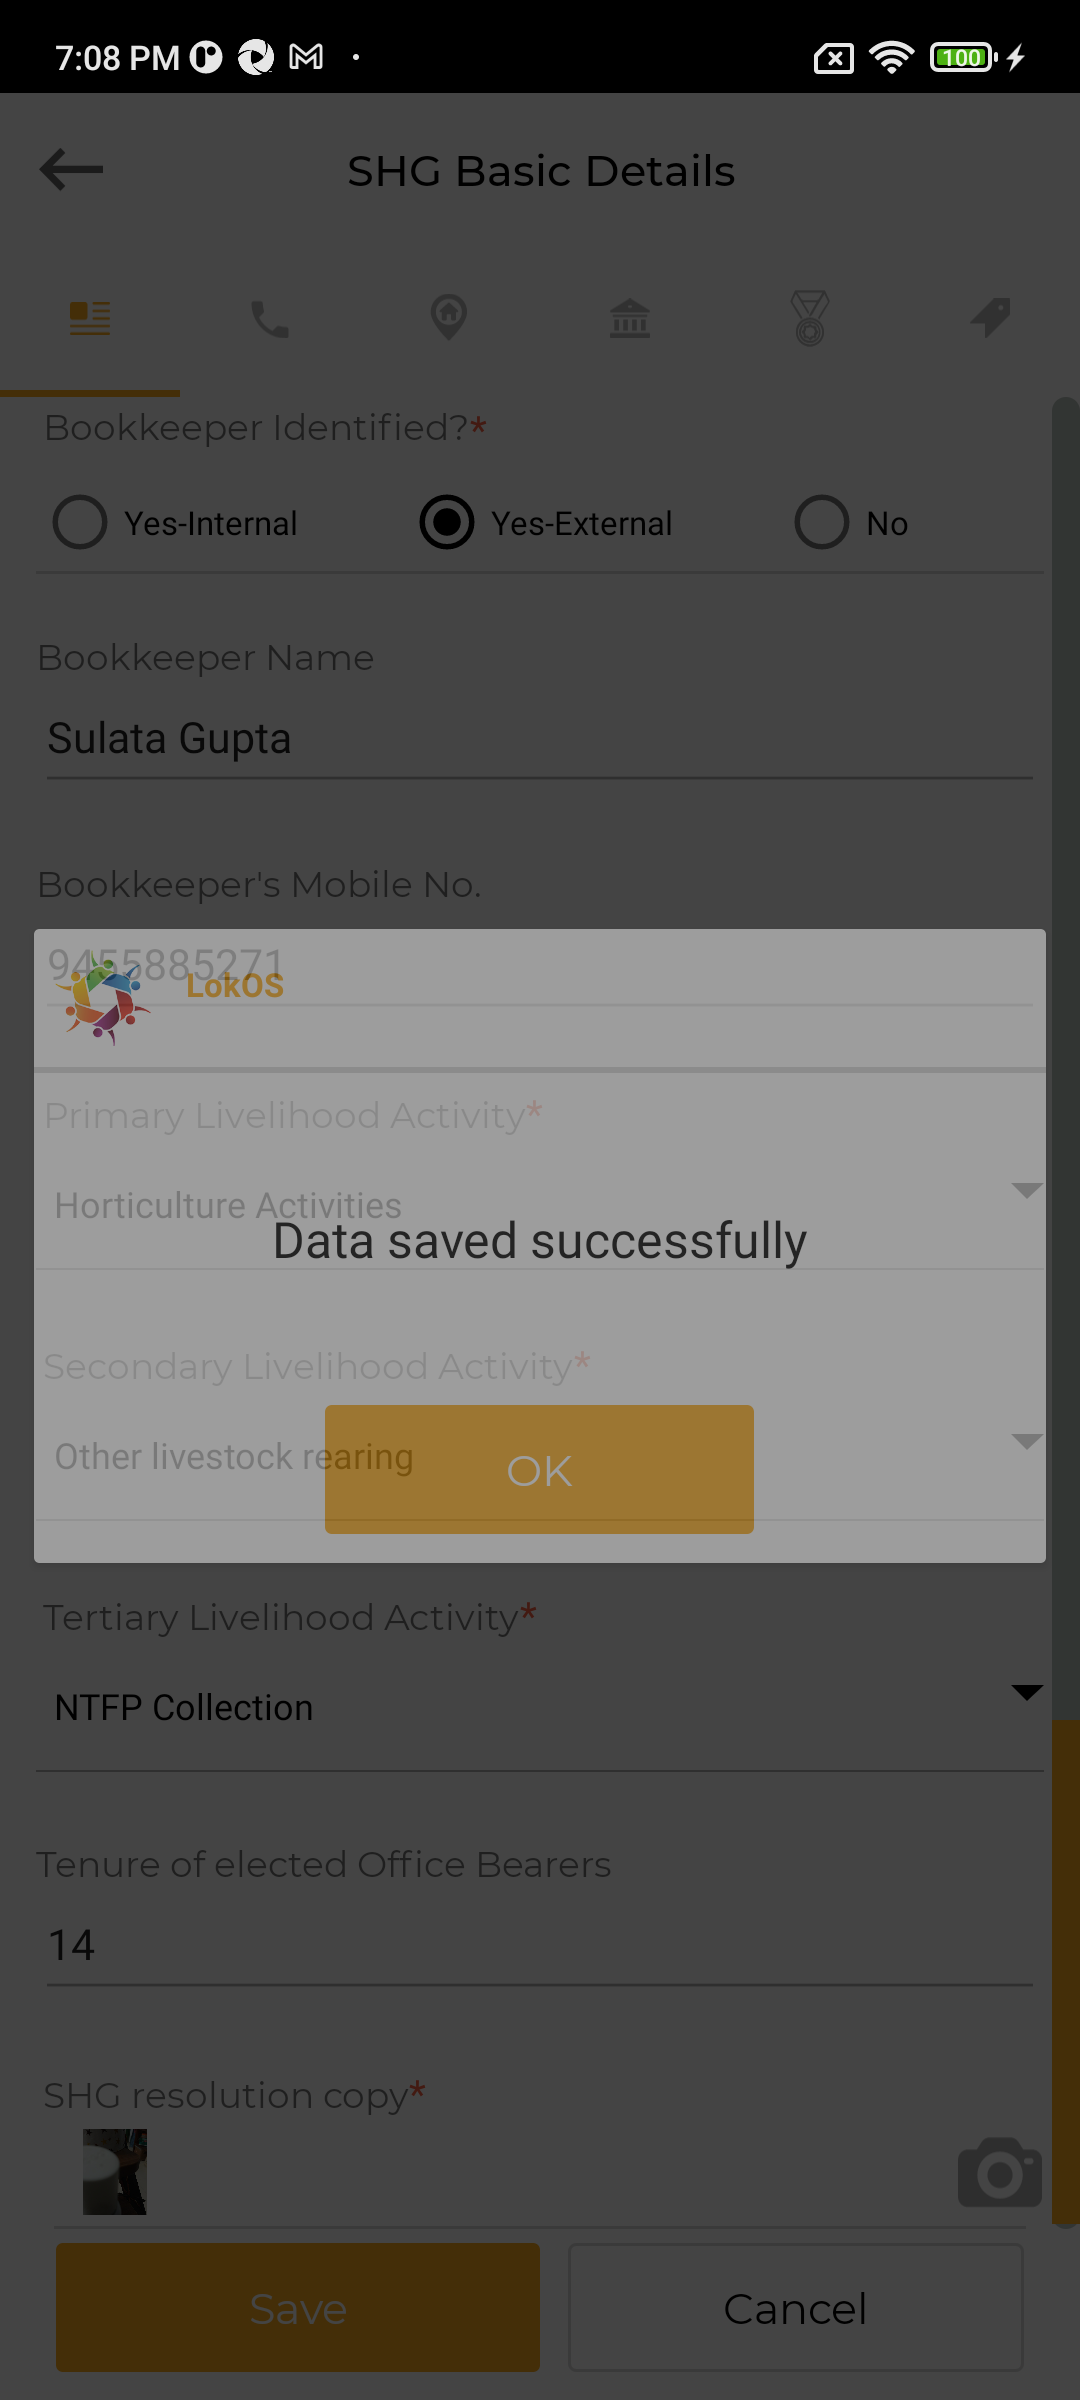 7:08 PM
100
SHG Basic Details
Bookkeeper Identified?*
Yes-Internal Yes-External No
Bookkeeper Name
Sulata Gupta
Bookkeeper's Mobile No.
9455885271
LokOS
Primary Livelihood Activity*
Horticulture Activities
Data saved successfully
Secondary Livelihood Activity*
Other livestock rearing
OK
Tertiary Livelihood Activity*
NTFP Collection
Tenure of elected Office Bearers
14
SHG resolution copy*
Save Cancel